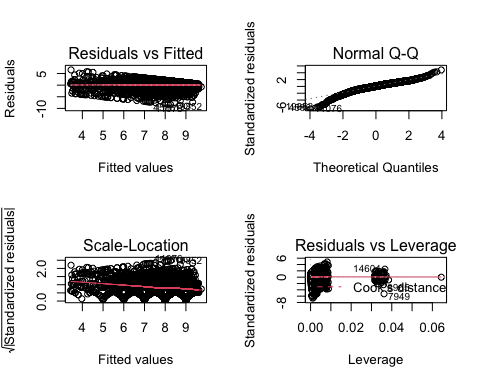 Residuals vs Fitted
Residuals
5
-10
4 5 6 7 8 9
Fitted values
Normal Q-Q
Standardized residuals
2
-4 -2 0 2 4
Theoretical Quantiles
Scale-Location
√|Standardized residuals|
2.0
1.0
0.0
4 5 6 7 8 9
Fitted values
Residuals vs Leverage
Standardized residuals
6
0
-8
Cook's distance
7949
0.00 0.02 0.04 0.06
Leverage